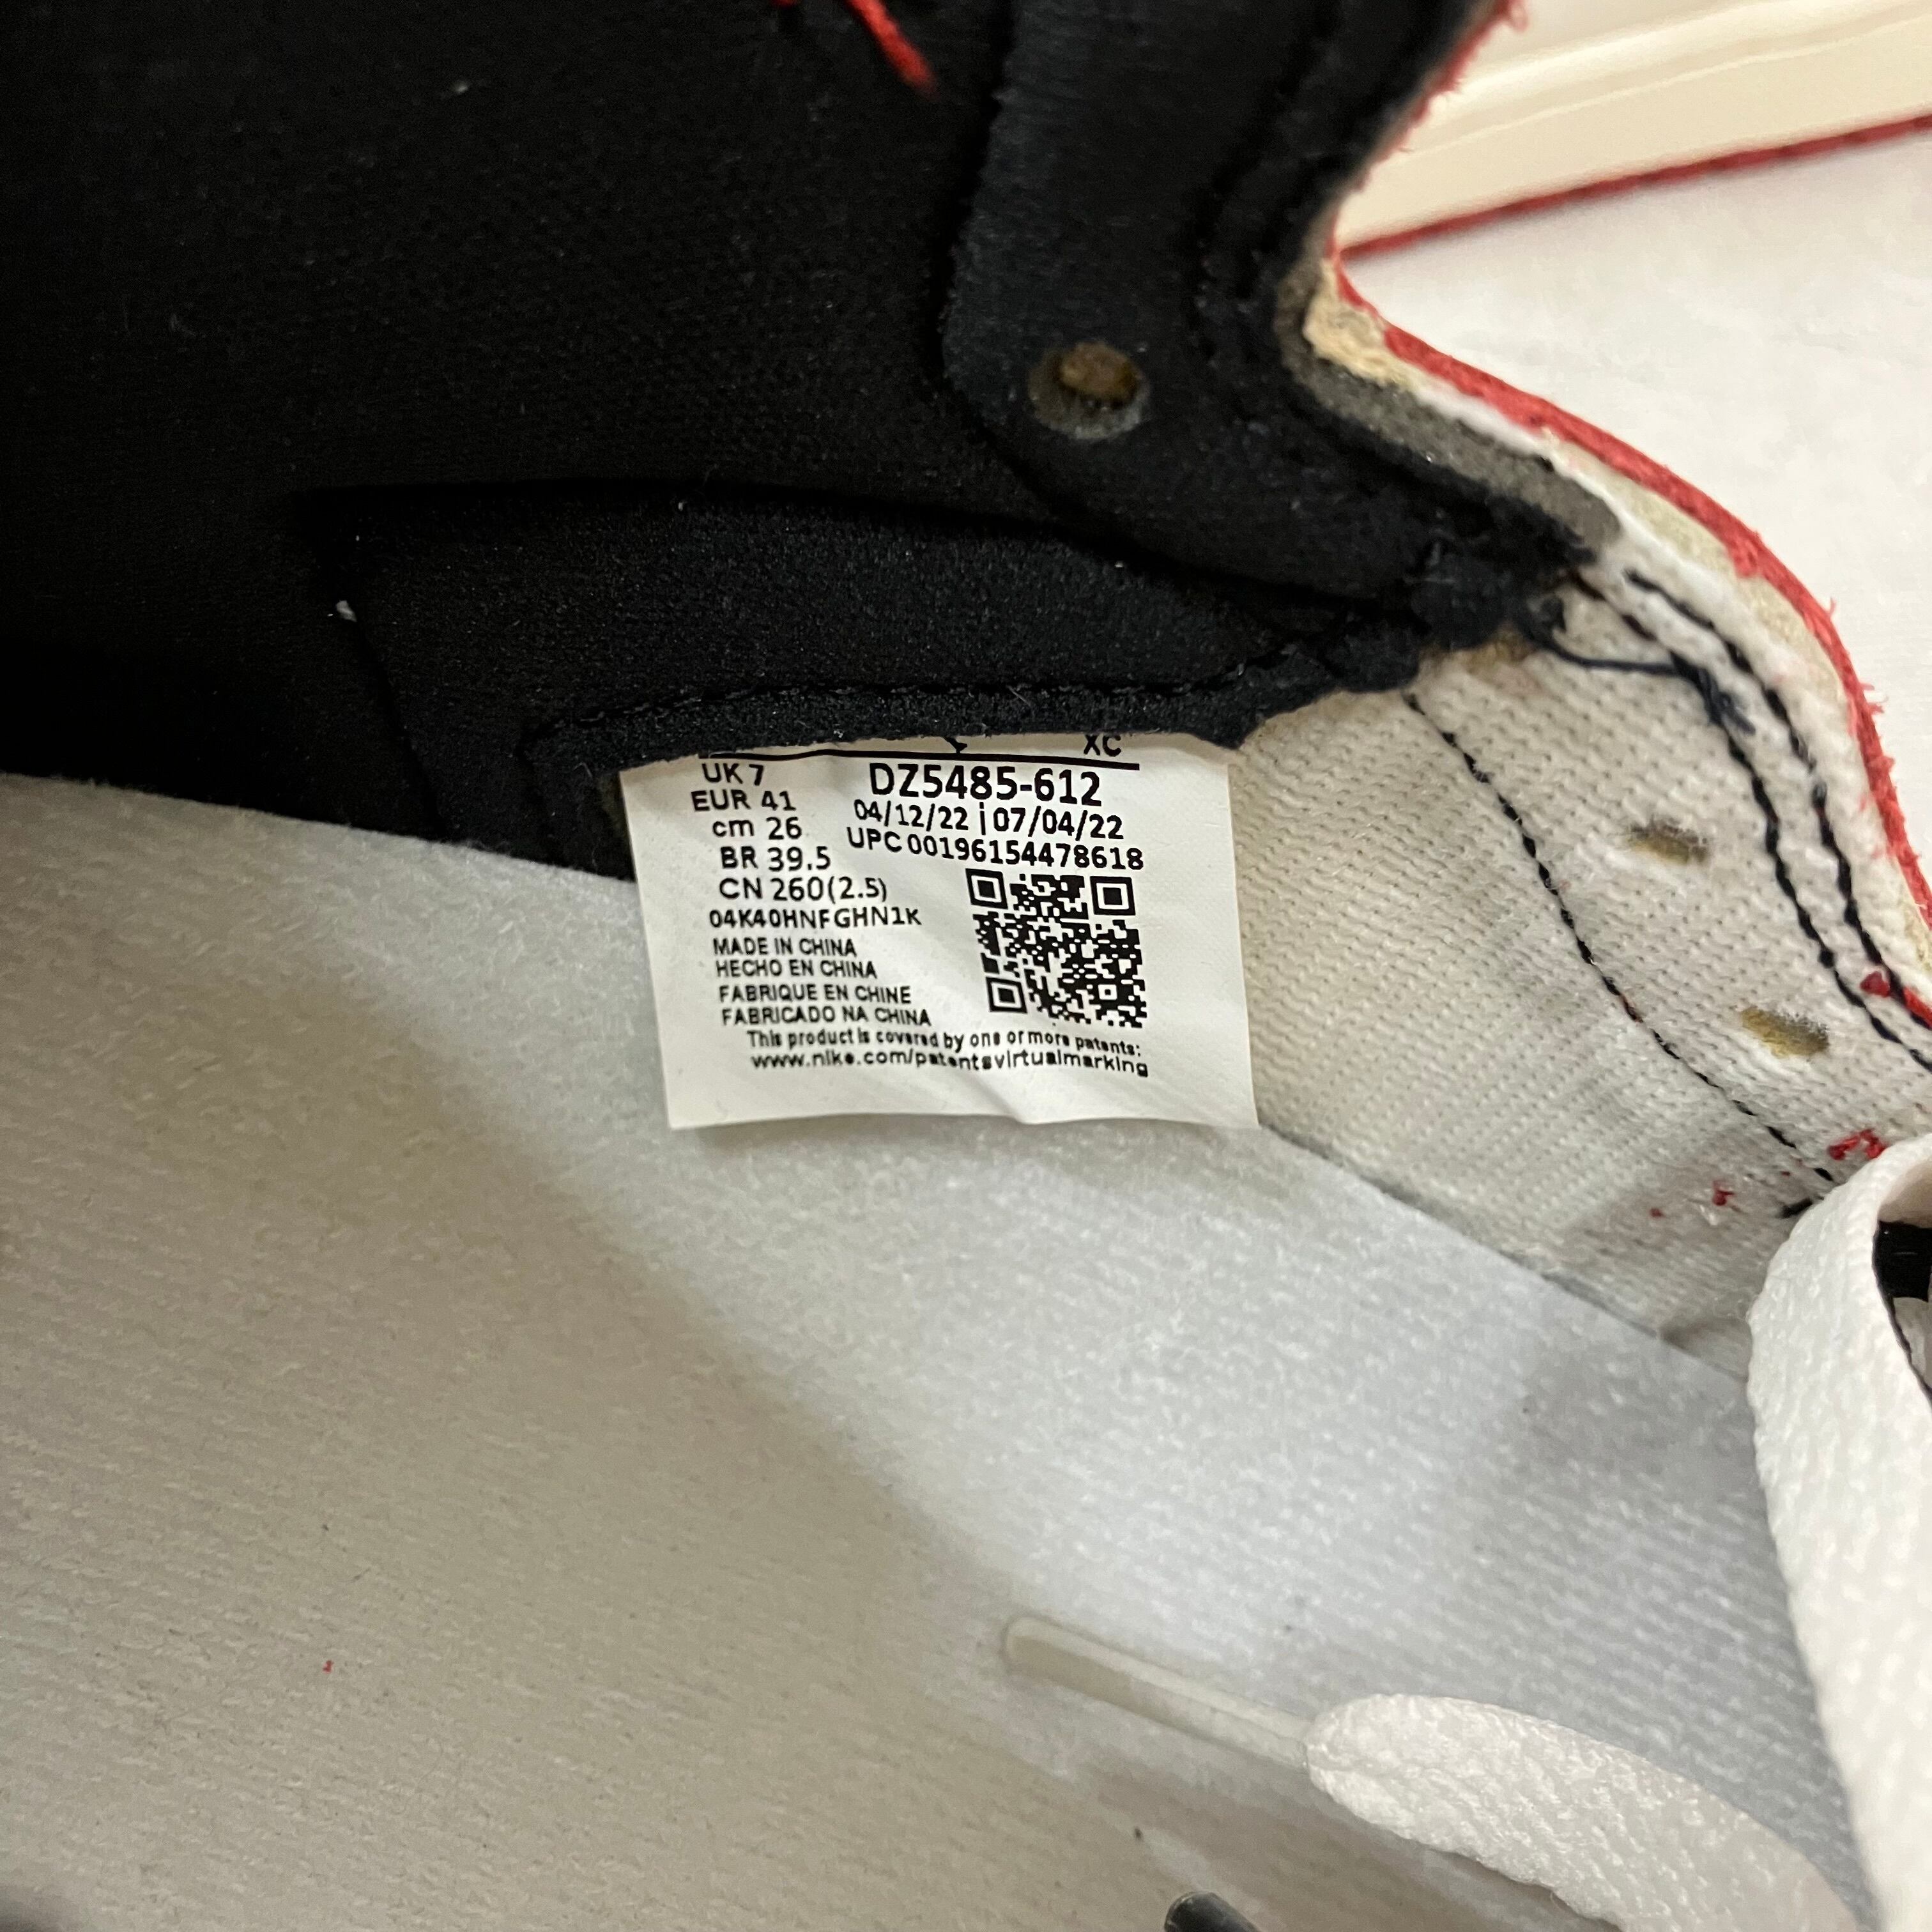 XC
UK 7
EUR 41
cm 26
BR 39.5
CN 260(2.5)
04K40HNFGHN1K
DZ5485-612
04/12/22 | 07/04/22
UPC 00196154478618
MADE IN CHINA
HECHO EN CHINA
FABRIQUE EN CHINE
FABRICADO NA CHINA
This product is covered by one or more patents:
www.nike.com/patentsvirtualmarking